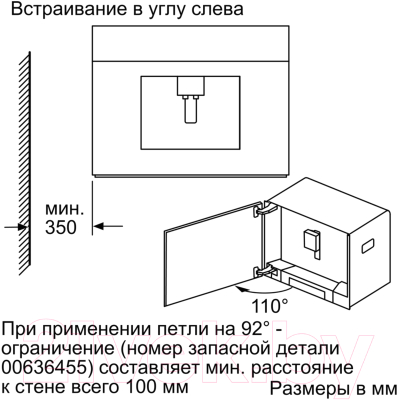 Встраивание в углу слева
мин.
350
110°
При применении петли на 92° -
ограничение (номер запасной детали
00636455) составляет мин. расстояние
к стене всего 100 мм
Размеры в мм